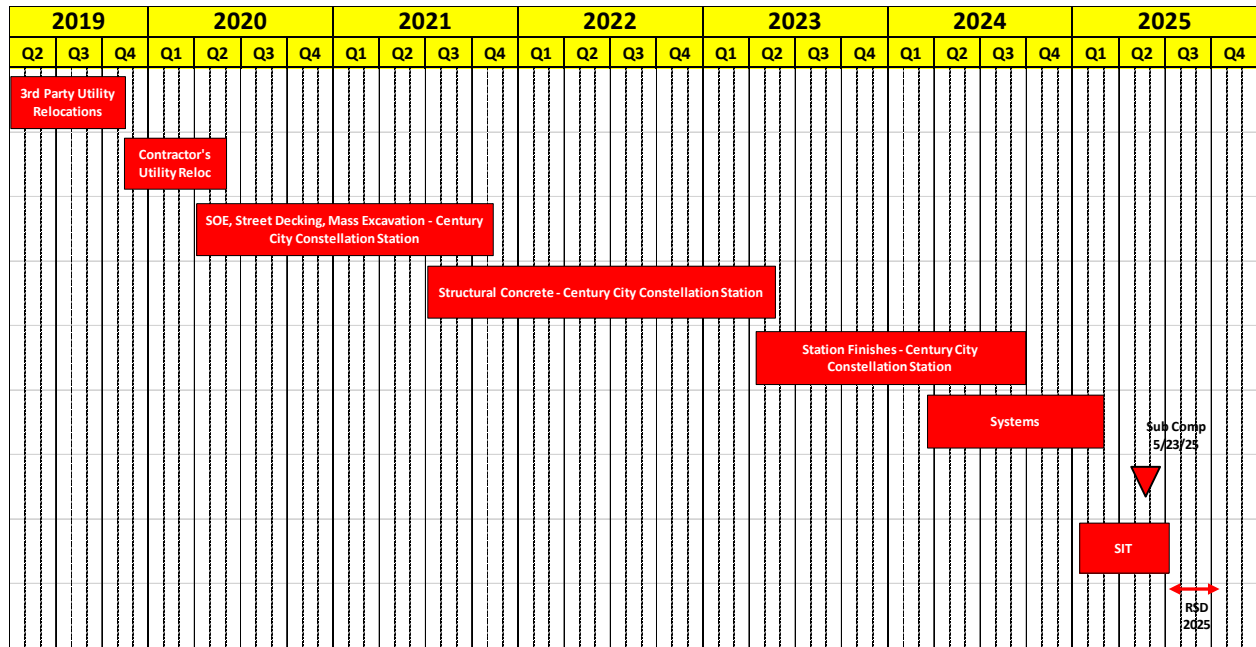 2019 2020 2021 2022 2023 2024 2025
Q2 Q3 Q4 Q1 Q2 Q3 Q4 Q1 Q2 Q3 Q4 Q1 Q2 Q3 Q4 Q1 Q2 Q3 Q4 Q1 Q2 Q3 Q4 Q1 Q2 Q3 Q4
3rd Party Utility
Relocations
Contractor's
Utility Reloc
SOE, Street Decking, Mass Excavation - Century
City Constellation Station
Structural Concrete - Century City Constellation Station
Station Finishes - Century City
Constellation Station
Systems
Sub Comp
5/23/25
SIT
RSD
2025